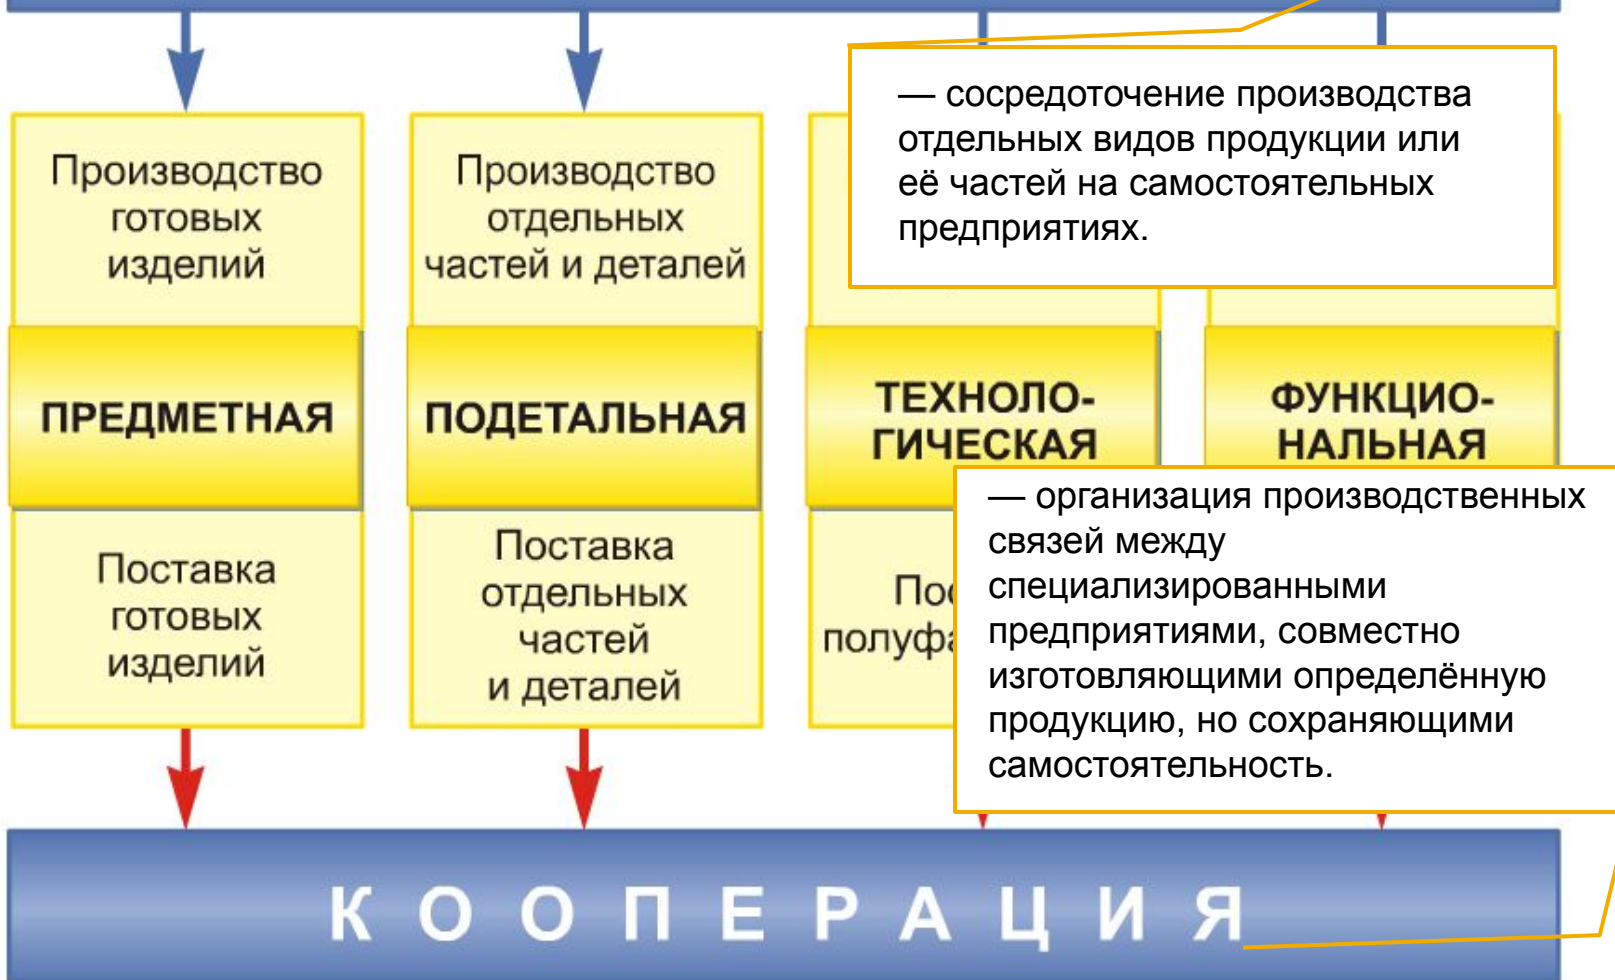 Производство
готовых
изделий
Производство
отдельных
частей и деталей
— сосредоточение производства
отдельных видов продукции или
её частей на самостоятельных
предприятиях.
ПРЕДМЕТНАЯ
ПОДЕТАЛЬНАЯ
ТЕХНОЛО-
ГИЧЕСКАЯ
ФУНКЦИО-
НАЛЬНАЯ
Поставка
готовых
изделий
Поставка
отдельных
частей
и деталей
— организация производственных
связей между
специализированными
предприятиями, совместно
изготовляющими определённую
продукцию, но сохраняющими
самостоятельность.
КООПЕРАЦИЯ